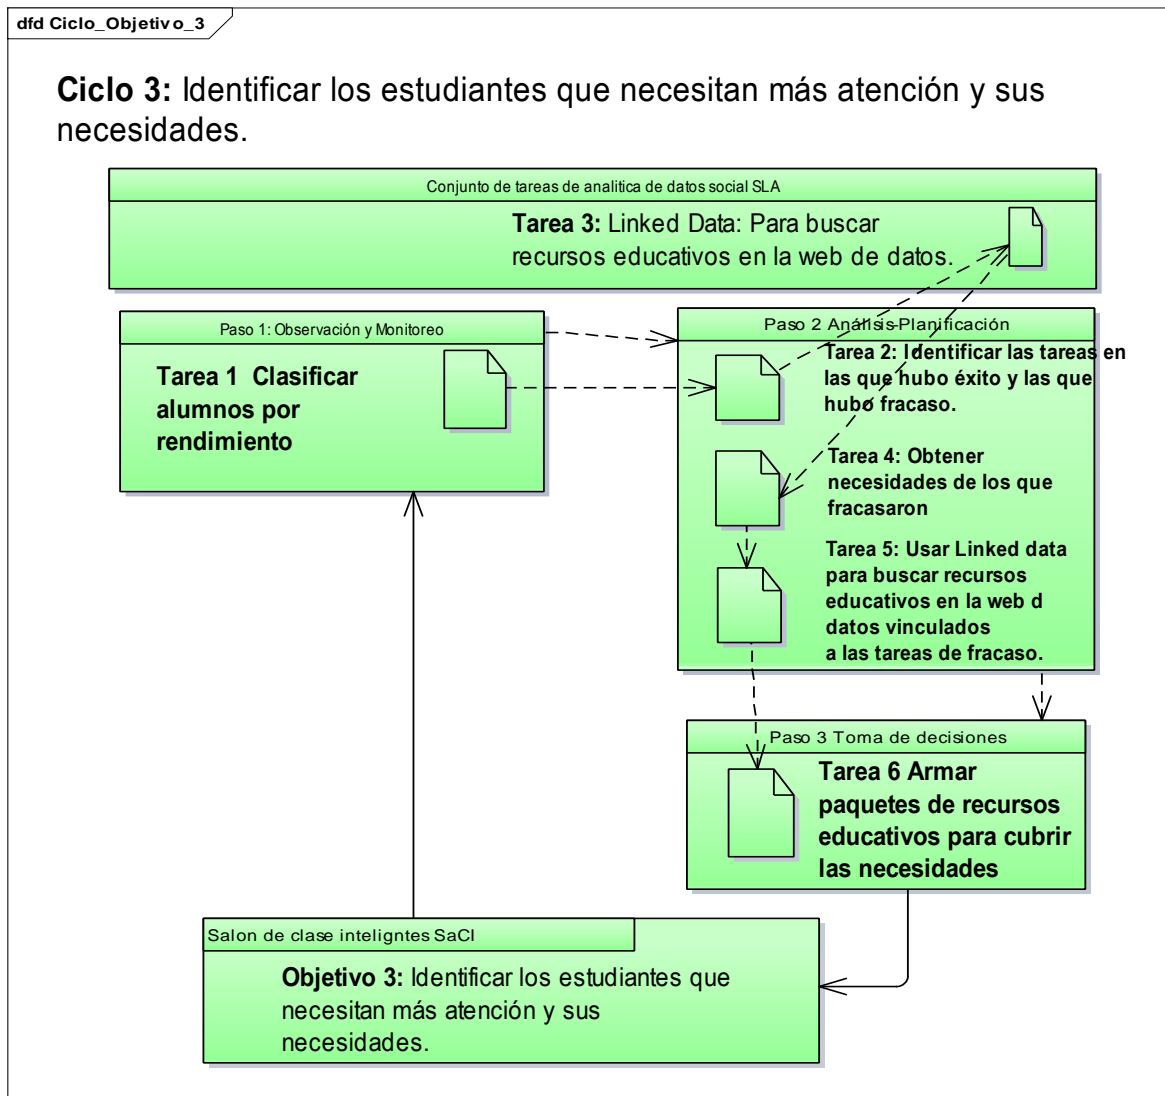 dfd Ciclo_Objetivo_3
Ciclo 3: Identificar los estudiantes que necesitan más atención y sus
necesidades.
Conjunto de tareas de analitica de datos social SLA
Tarea 3: Linked Data: Para buscar
recursos educativos en la web de datos.
Paso 1: Observación y Monitoreo
Tarea 1 Clasificar
alumnos por
rendimiento
Paso 2 Análisis-Planificación
Tarea 2: Identificar las tareas en
las que hubo éxito y las que
hubo fracaso.
Tarea 4: Obtener
necesidades de los que
fracasaron
Tarea 5: Usar Linked data
para buscar recursos
educativos en la web d
datos vinculados
a las tareas de fracaso.
Paso 3 Toma de decisiones
Tarea 6 Armar
paquetes de recursos
educativos para cubrir
las necesidades
Salon de clase inteligntes SaCI
Objetivo 3: Identificar los estudiantes que
necesitan más atención y sus
necesidades.